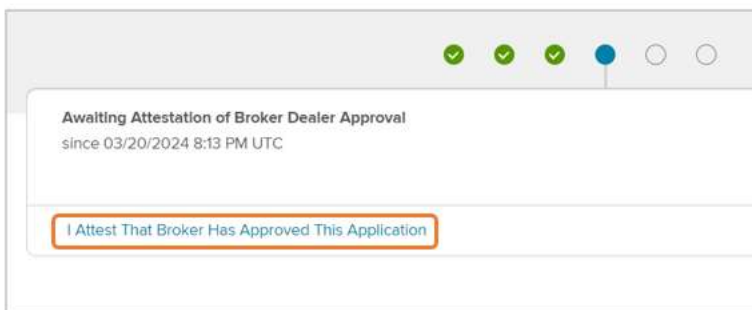 Awaiting Attestation of Broker Dealer Approval
since 03/20/2024 8:13 PM UTC
I Attest That Broker Has Approved This Application